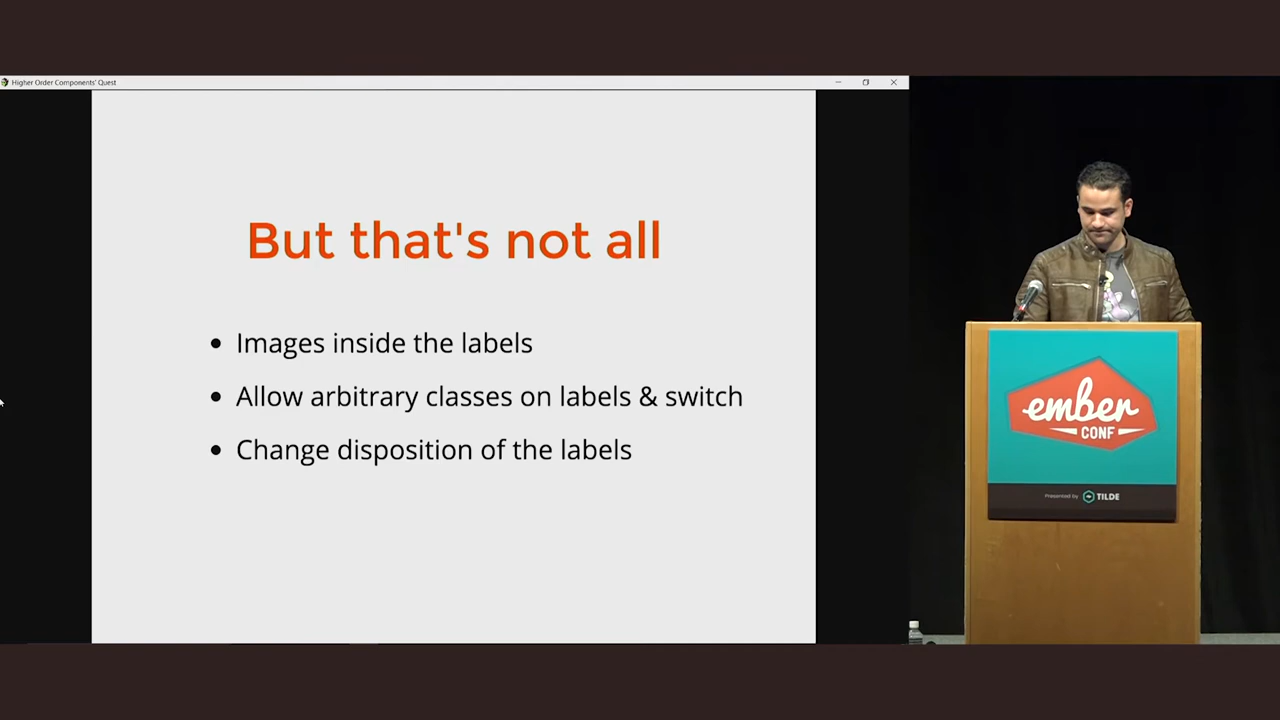 Higher Order Components' Quest
But that's not all
Images inside the labels
Allow arbitrary classes on labels & switch
Change disposition of the labels
ember
CONF
Presented by TILDE